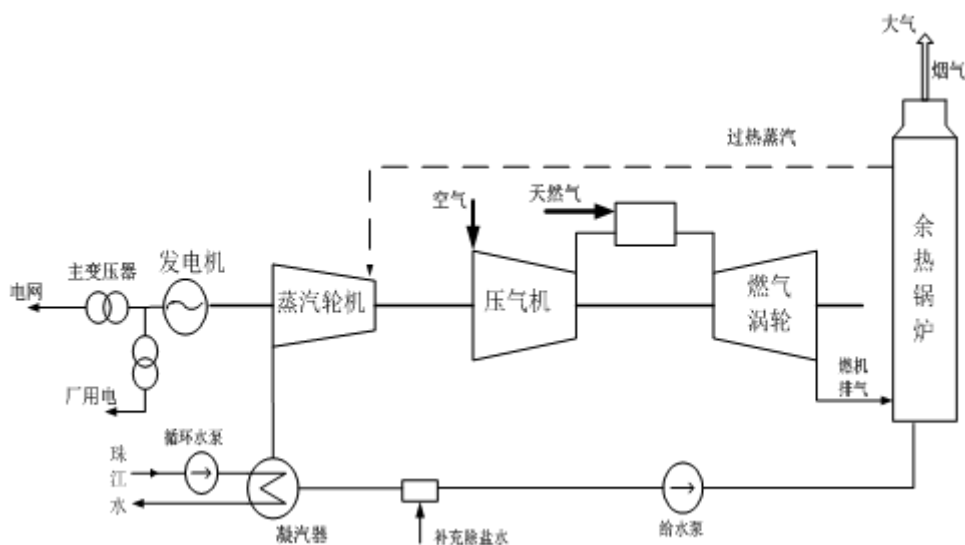 大气
烟气
过热蒸汽
空气
天然气
余热锅炉
主变压器
发电机
电网
蒸汽轮机
压气机
燃气
涡轮
厂用电
燃机
排气
循环水泵
珠江水
凝汽器
补充除盐水
给水泵